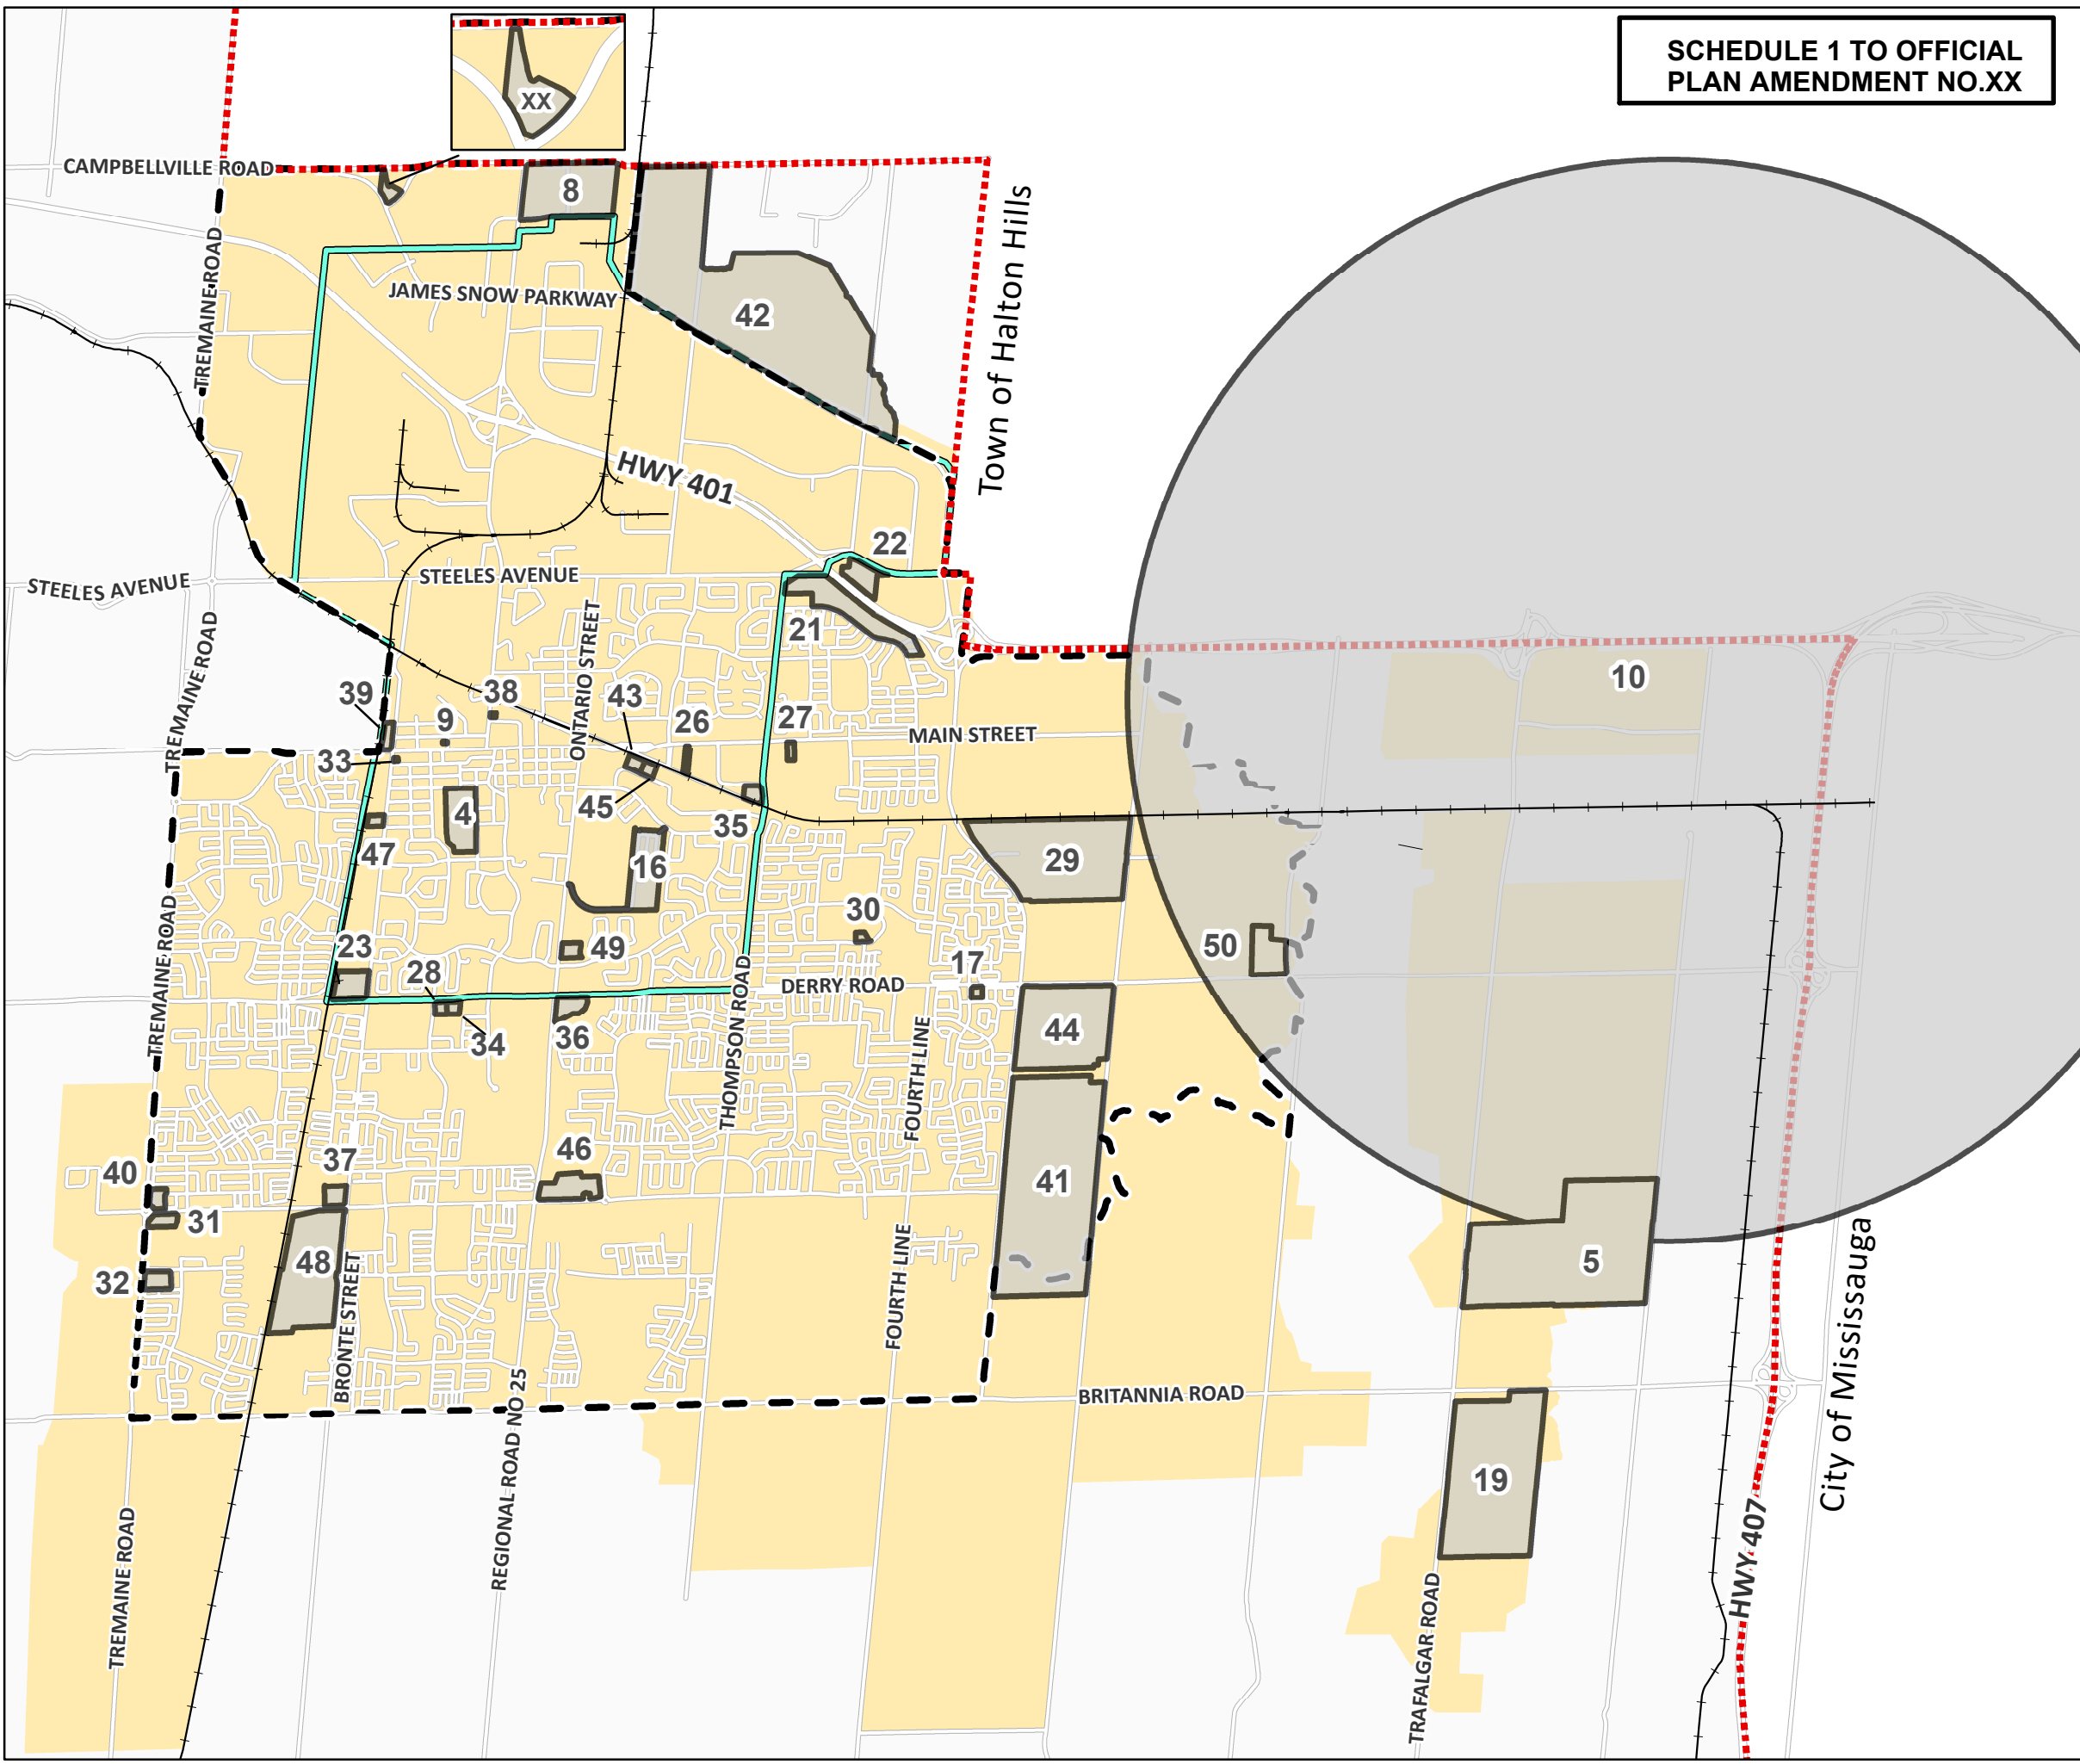 SCHEDULE 1 TO OFFICIAL
PLAN AMENDMENT NO.XX
XX
CAMPBELLVILLE ROAD
8
TREMAINE ROAD
JAMES SNOW PARKWAY
42
Town of Halton Hills
HWY 401
22
STEELES AVENUE
STEELES AVENUE
21
ONTARIO STREET
TREMAINE ROAD
10
39
38
43
9
26
27
MAIN STREET
33
45
4
35
47
16
29
30
23
49
50
28
17
DERRY ROAD
TREMAINE ROAD
34
36
44
THOMPSON ROAD
FOURTH LINE
37
46
40
41
31
48
32
5
BRONTE STREET
FOURTH LINE
City of Mississauga
REGIONAL ROAD NO 25
BRITANNIA ROAD
19
HWY 407
TREMAINE ROAD
TRAFALGAR ROAD